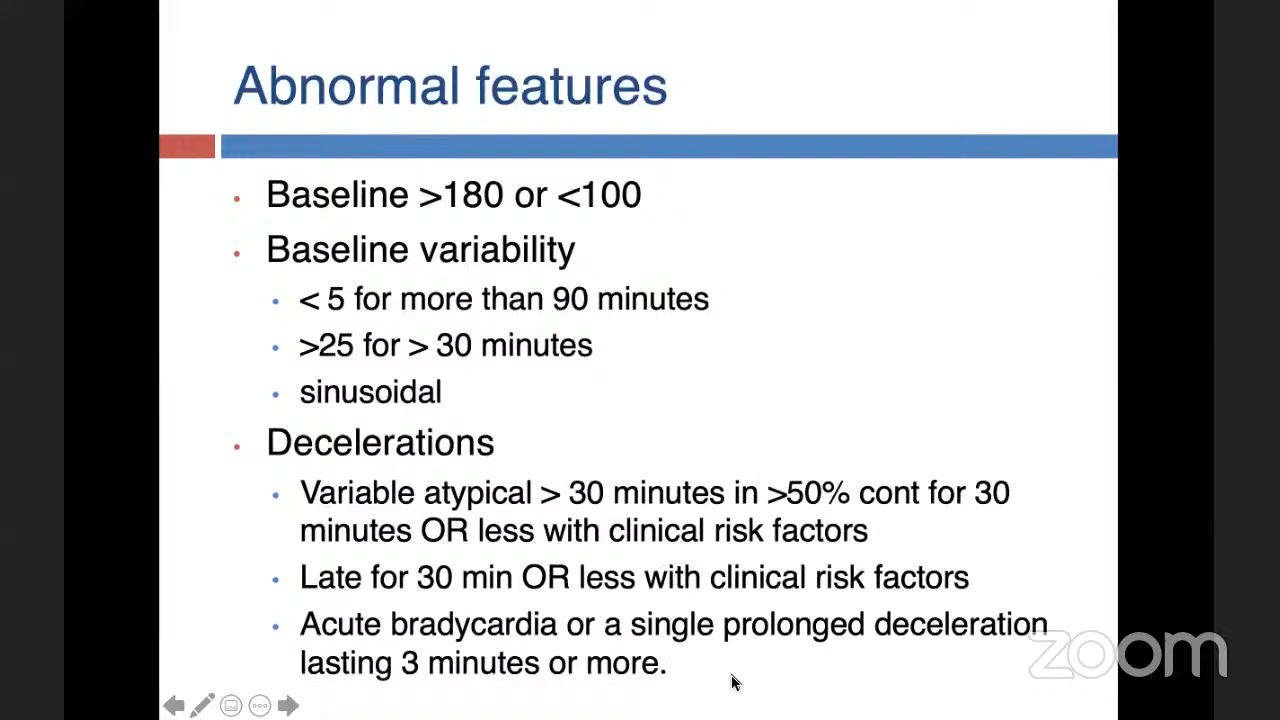 Abnormal features
• Baseline >180 or <100
• Baseline variability
• < 5 for more than 90 minutes
• >25 for > 30 minutes
• sinusoidal
• Decelerations
• Variable atypical > 30 minutes in >50% cont for 30
minutes OR less with clinical risk factors
• Late for 30 min OR less with clinical risk factors
• Acute bradycardia or a single prolonged deceleration
lasting 3 minutes or more.
zoom